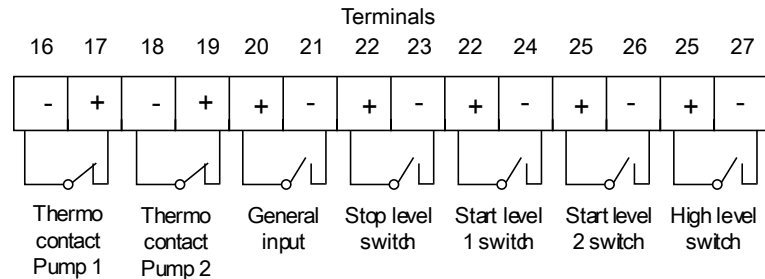 Terminals
16 17 18 19 20 21 22 23 22 24 25 26 25 27
- + - + + - + - + - + - + -
Thermo contact Pump 1
Thermo contact Pump 2
General input
Stop level switch
Start level 1 switch
Start level 2 switch
High level switch